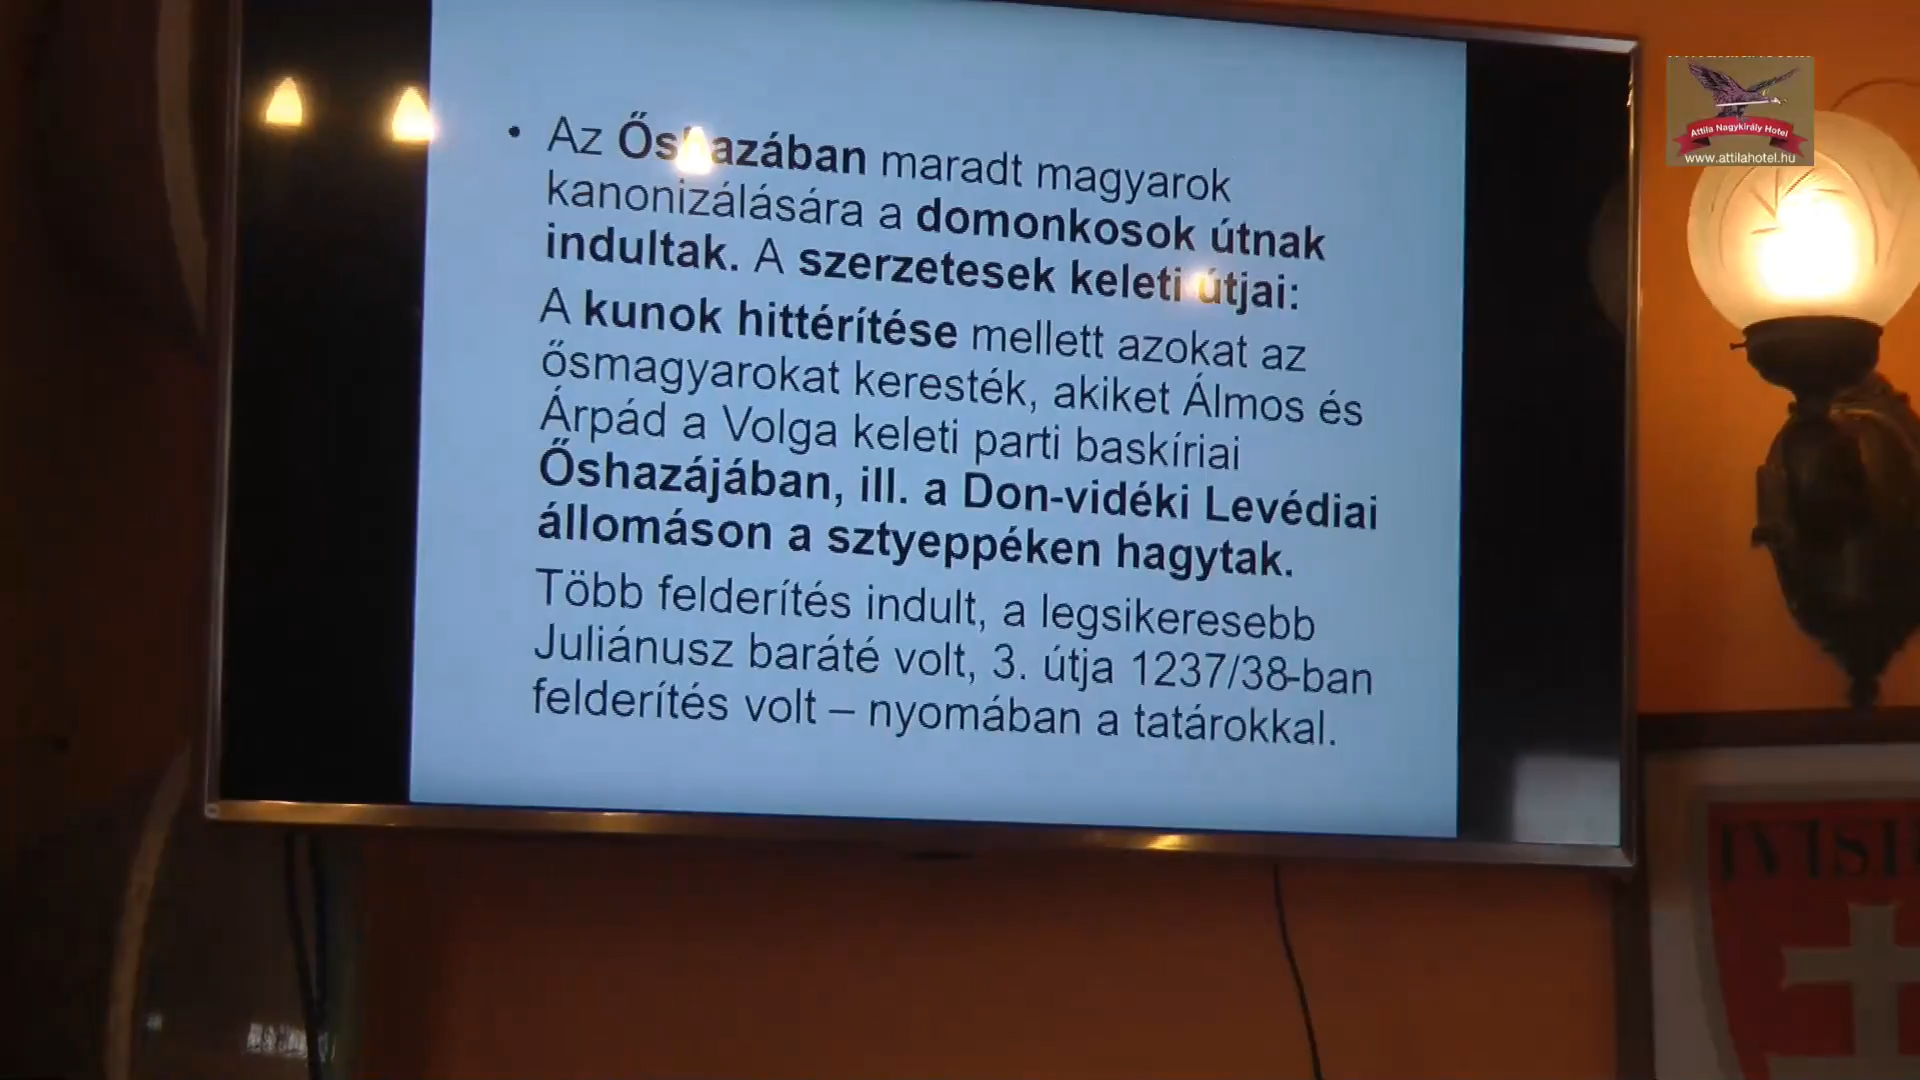 • Az Őshazában maradt magyarok
kanonizálására a domonkosok útnak
indultak. A szerzetesek keleti útjai:
A kunok hittérítése mellett azokat az
ősmagyarokat keresték, akiket Álmos és
Árpád a Volga keleti parti baskíriai
Őshazájában, ill. a Don-vidéki Levédiai
állomáson a sztyeppéken hagytak.
Több felderítés indult, a legsikeresebb
Juliánusz baráté volt, 3. útja 1237/38-ban
felderítés volt – nyomában a tatárokkal.
Attila Nagykirály Hotel
www.attilahotel.hu